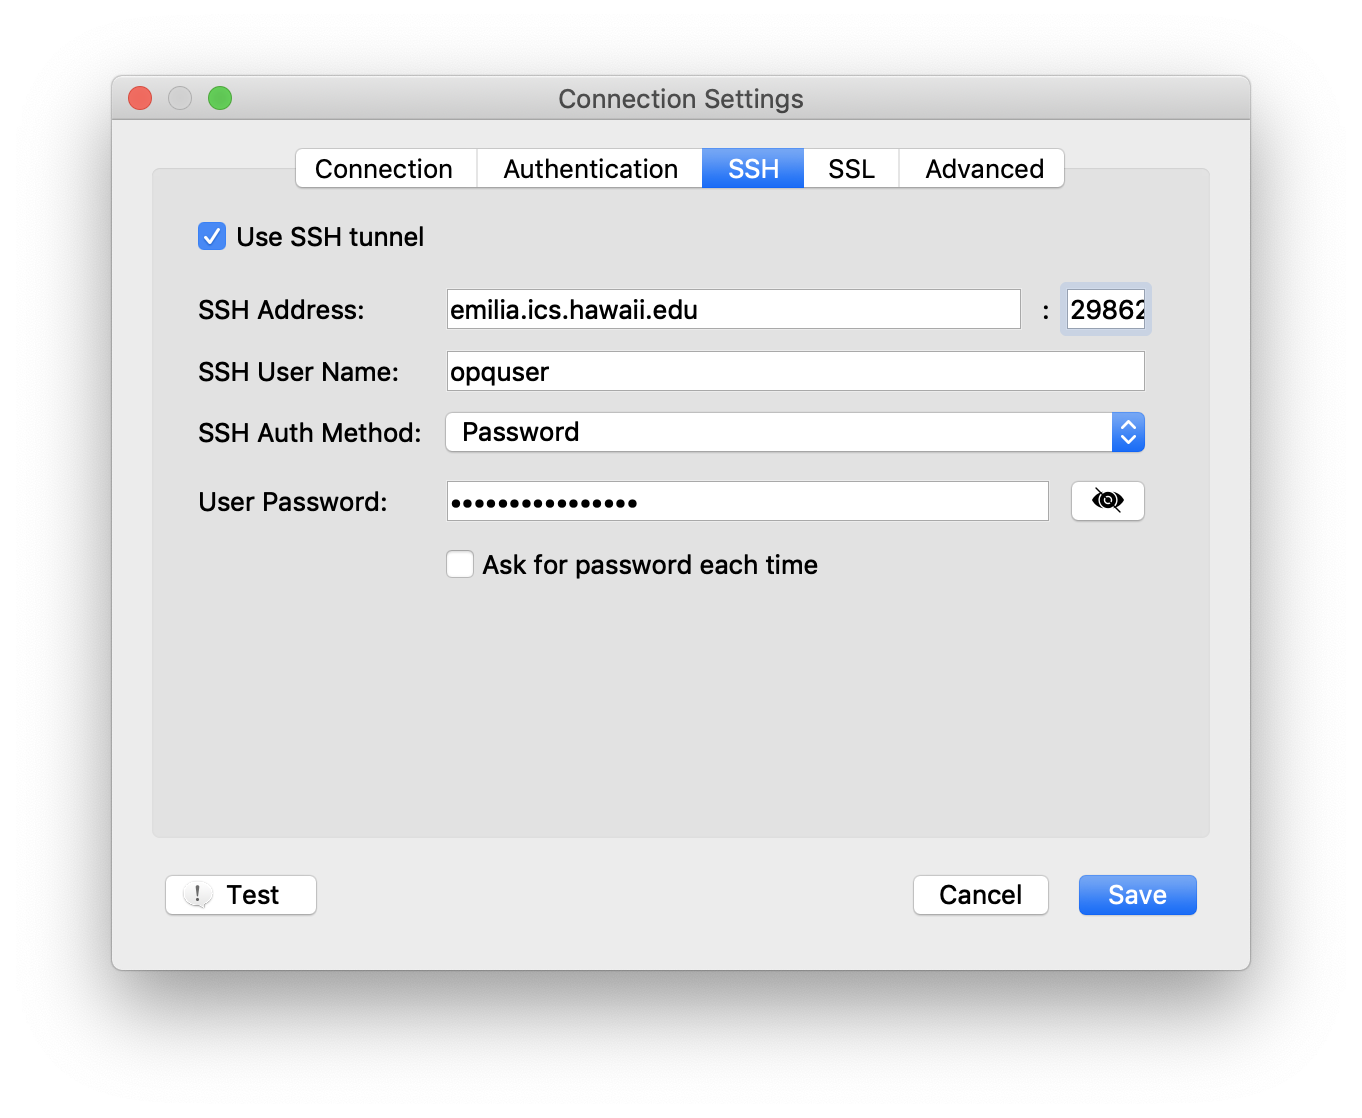 Connection Settings
Connection Authentication SSH SSL Advanced
Use SSH tunnel
SSH Address: emilia.ics.hawaii.edu : 29862
SSH User Name: opquser
SSH Auth Method: Password
User Password: ••••••••••••••••
Ask for password each time
! Test Cancel Save